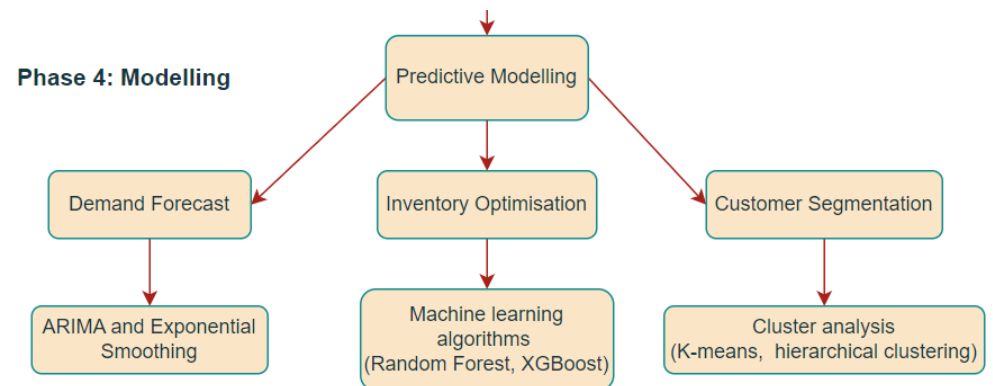 Predictive Modelling
Phase 4: Modelling
Demand Forecast
Inventory Optimisation
Customer Segmentation
ARIMA and Exponential
Smoothing
Machine learning
algorithms
(Random Forest, XGBoost)
Cluster analysis
(K-means, hierarchical clustering)